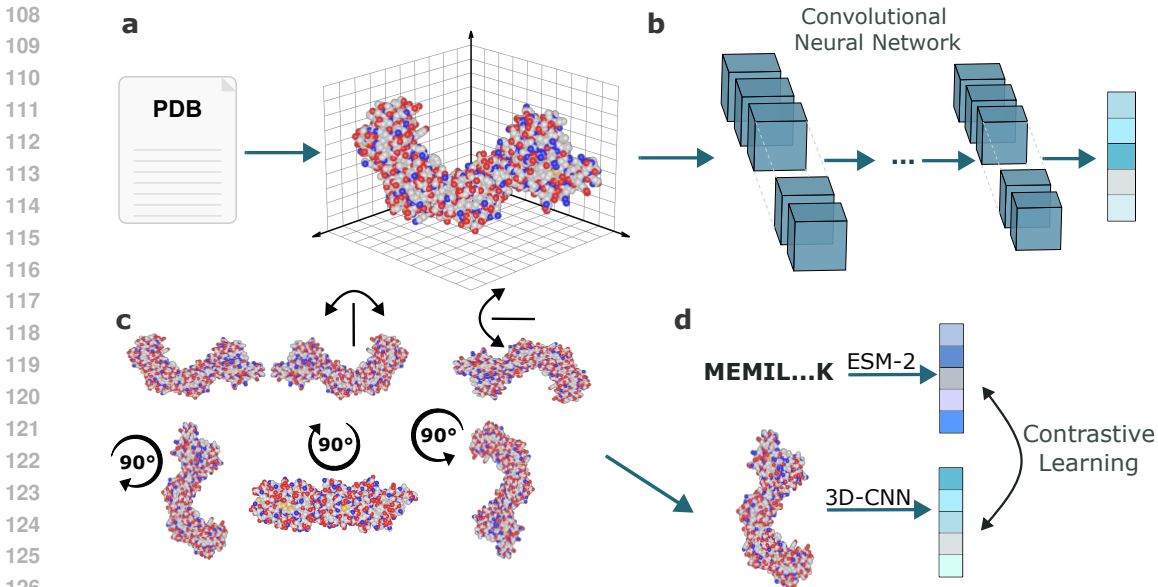 108
109
110
111
112
113
114
115
116
117
118
119
120
121
122
123
124
125
126
a
PDB
b
Convolutional
Neural Network
...
c
90°
90°
90°
d
MEMIL...K
ESM-2
3D-CNN
Contrastive
Learning